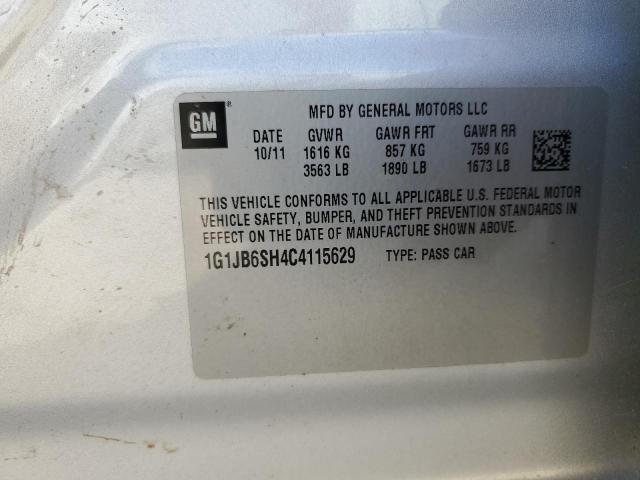 GM ®
MFD BY GENERAL MOTORS LLC
DATE GVWR GAWR FRT GAWR RR
10/11 1616 KG 857 KG 759 KG
3563 LB 1890 LB 1673 LB
THIS VEHICLE CONFORMS TO ALL APPLICABLE U.S. FEDERAL MOTOR
VEHICLE SAFETY, BUMPER, AND THEFT PREVENTION STANDARDS IN
EFFECT ON THE DATE OF MANUFACTURE SHOWN ABOVE.
1G1JB6SH4C4115629 TYPE: PASS CAR